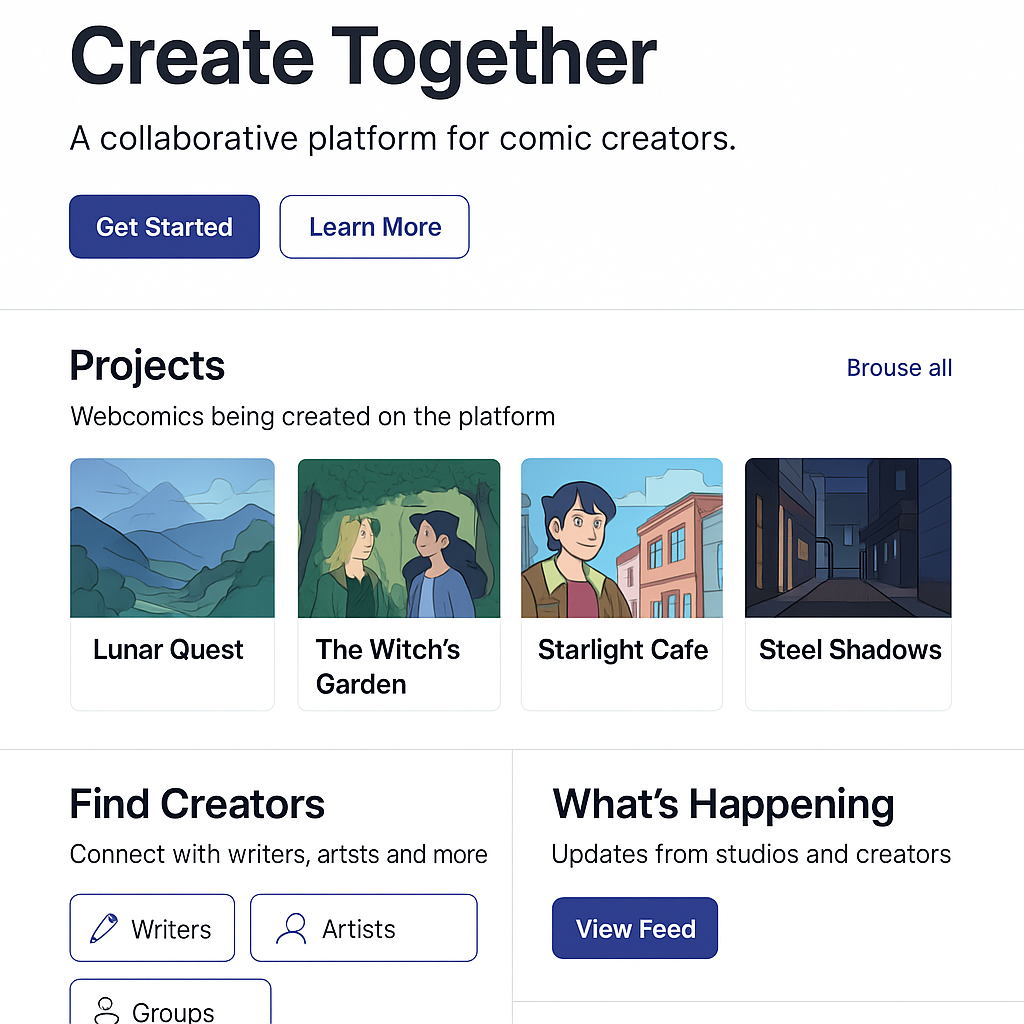 Create Together
A collaborative platform for comic creators.
Get Started
Learn More
Projects
Browse all
Webcomics being created on the platform
Lunar Quest
The Witch’s
Garden
Starlight Cafe
Steel Shadows
Find Creators
Connect with writers, artsts and more
Writers
Artists
Groups
What’s Happening
Updates from studios and creators
View Feed